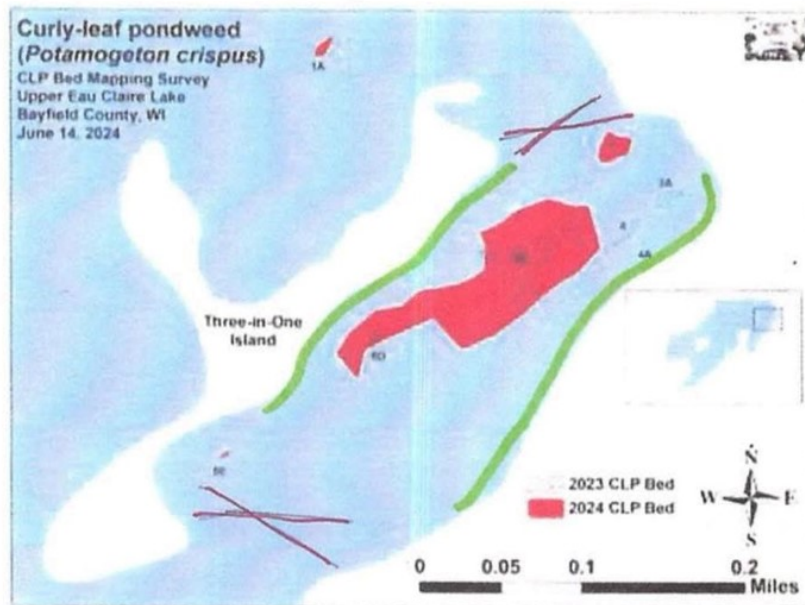 Curly-leaf pondweed
(Potamogeton crispus)
CLP Bed Mapping Survey
Upper Eau Claire Lake
Bayfield County, WI
June 14, 2024
1A
3A
4
4A
Three-in-One
Island
6D
2023 CLP Bed
2024 CLP Bed
N
W E
S
0 0.05 0.1 0.2
Miles